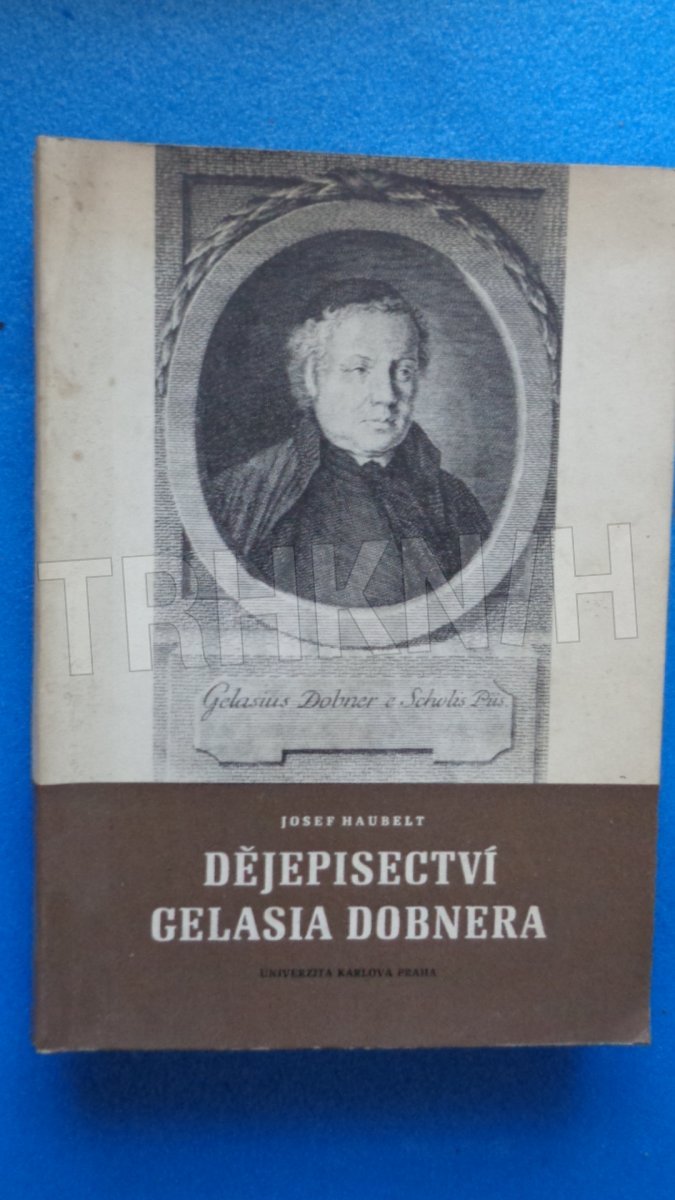 TRHKNIH
Gelasius Dobner e Scholis Piis.
JOSEF HAUBELT
DĚJEPISECTVÍ
GELASIA DOBNERA
UNIVERZITA KARLOVA PRAHA